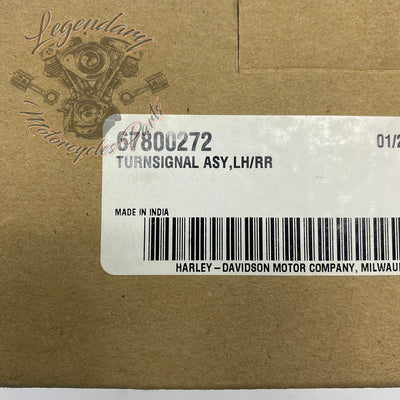 Legendary
Motorcycles Parts
67800272
01/2
TURNSIGNAL ASY,LH/RR
MADE IN INDIA
HARLEY-DAVIDSON MOTOR COMPANY, MILWAU